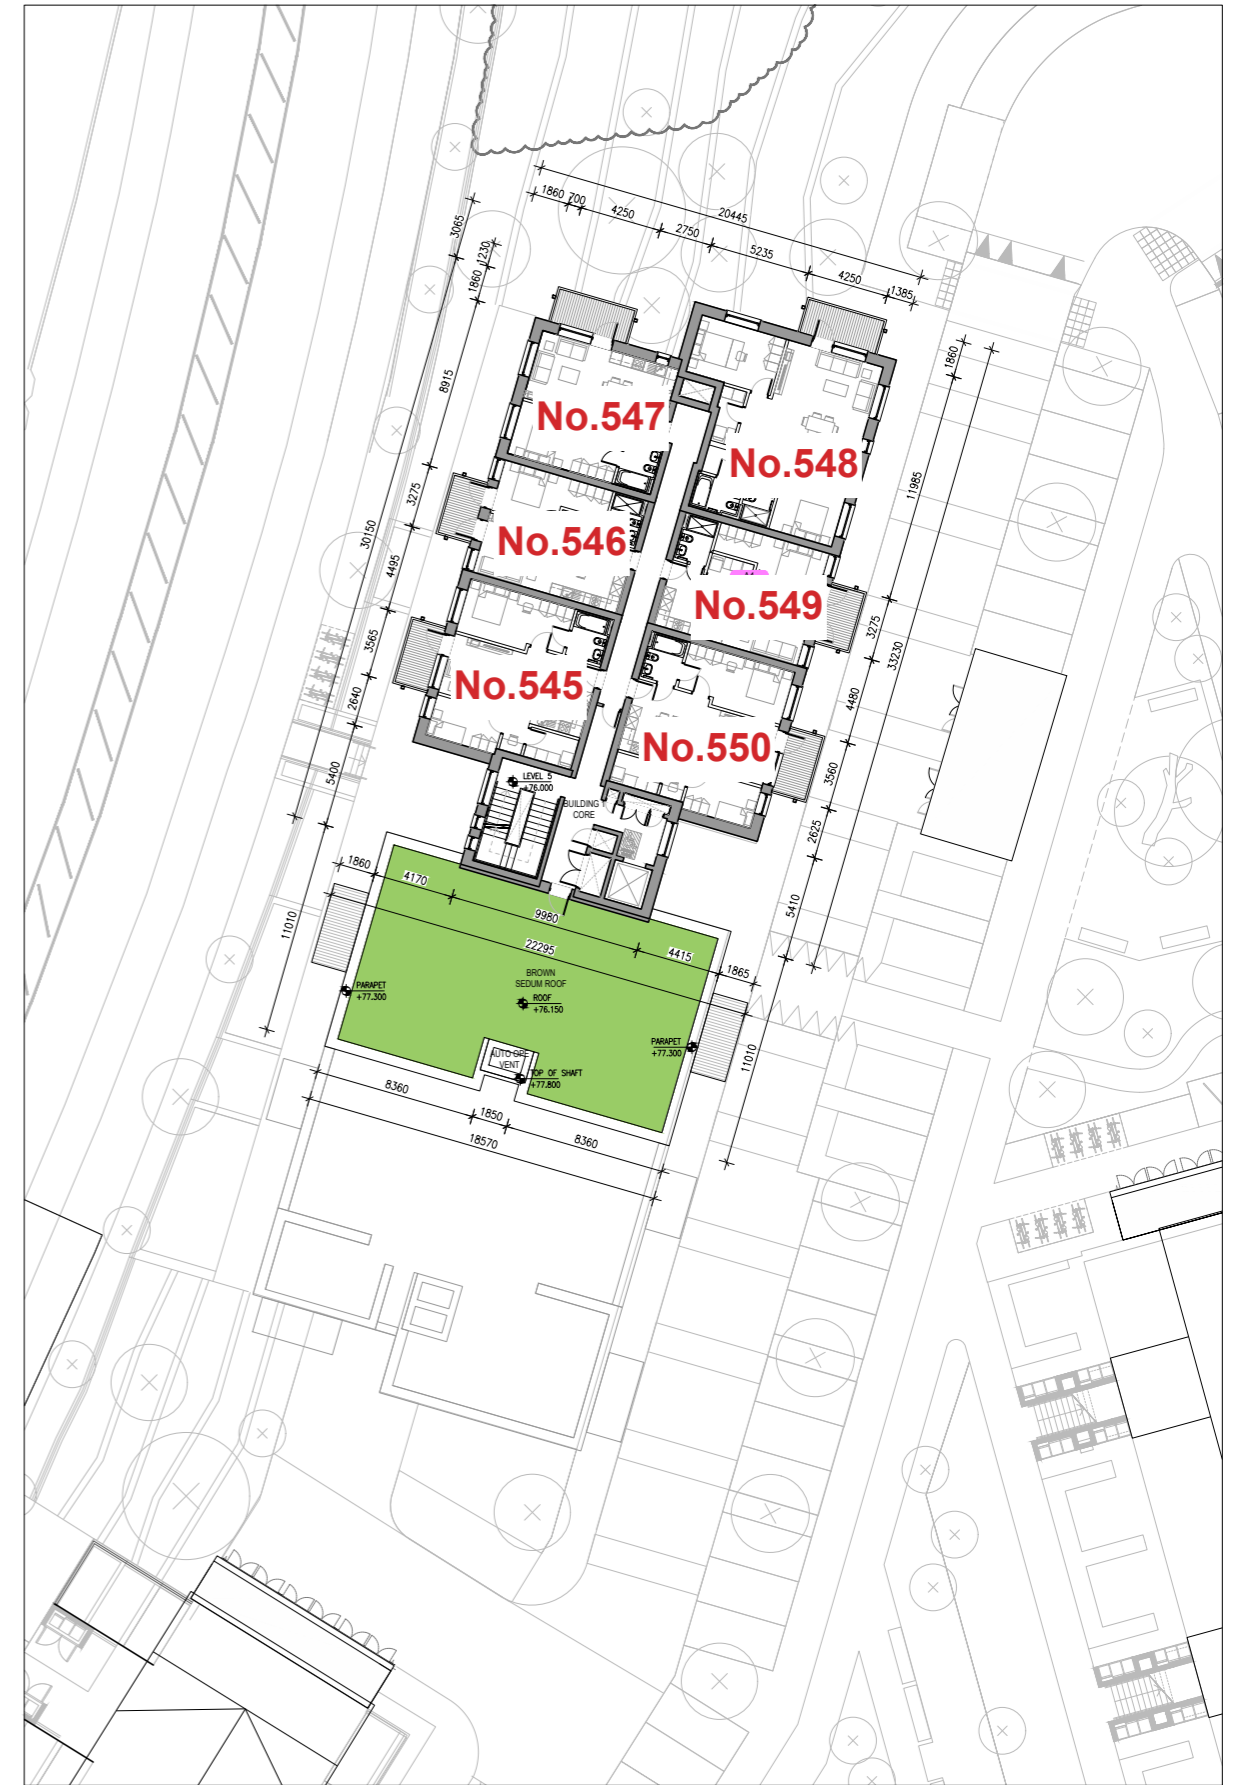 20445
1860 700 4250 2750 5235 4250 1385
3065
1230
1860
8915
3275
30150
4495
3565
2640
5400
11010
1860
11985
3275
33230
4480
3560
2625
5410
11010
No.547
No.548
No.546
No.549
No.545
No.550
LEVEL 5
+76.000
BUILDING 1
CORE
1860
4170
9980
22295
4415
1865
BROWN
SEDUM ROOF
PARAPET
+77.300
ROOF
+76.150
PARAPET
+77.300
AUTO OPE
VENT
TOP OF SHAFT
+77.800
8360
1850
8360
18570